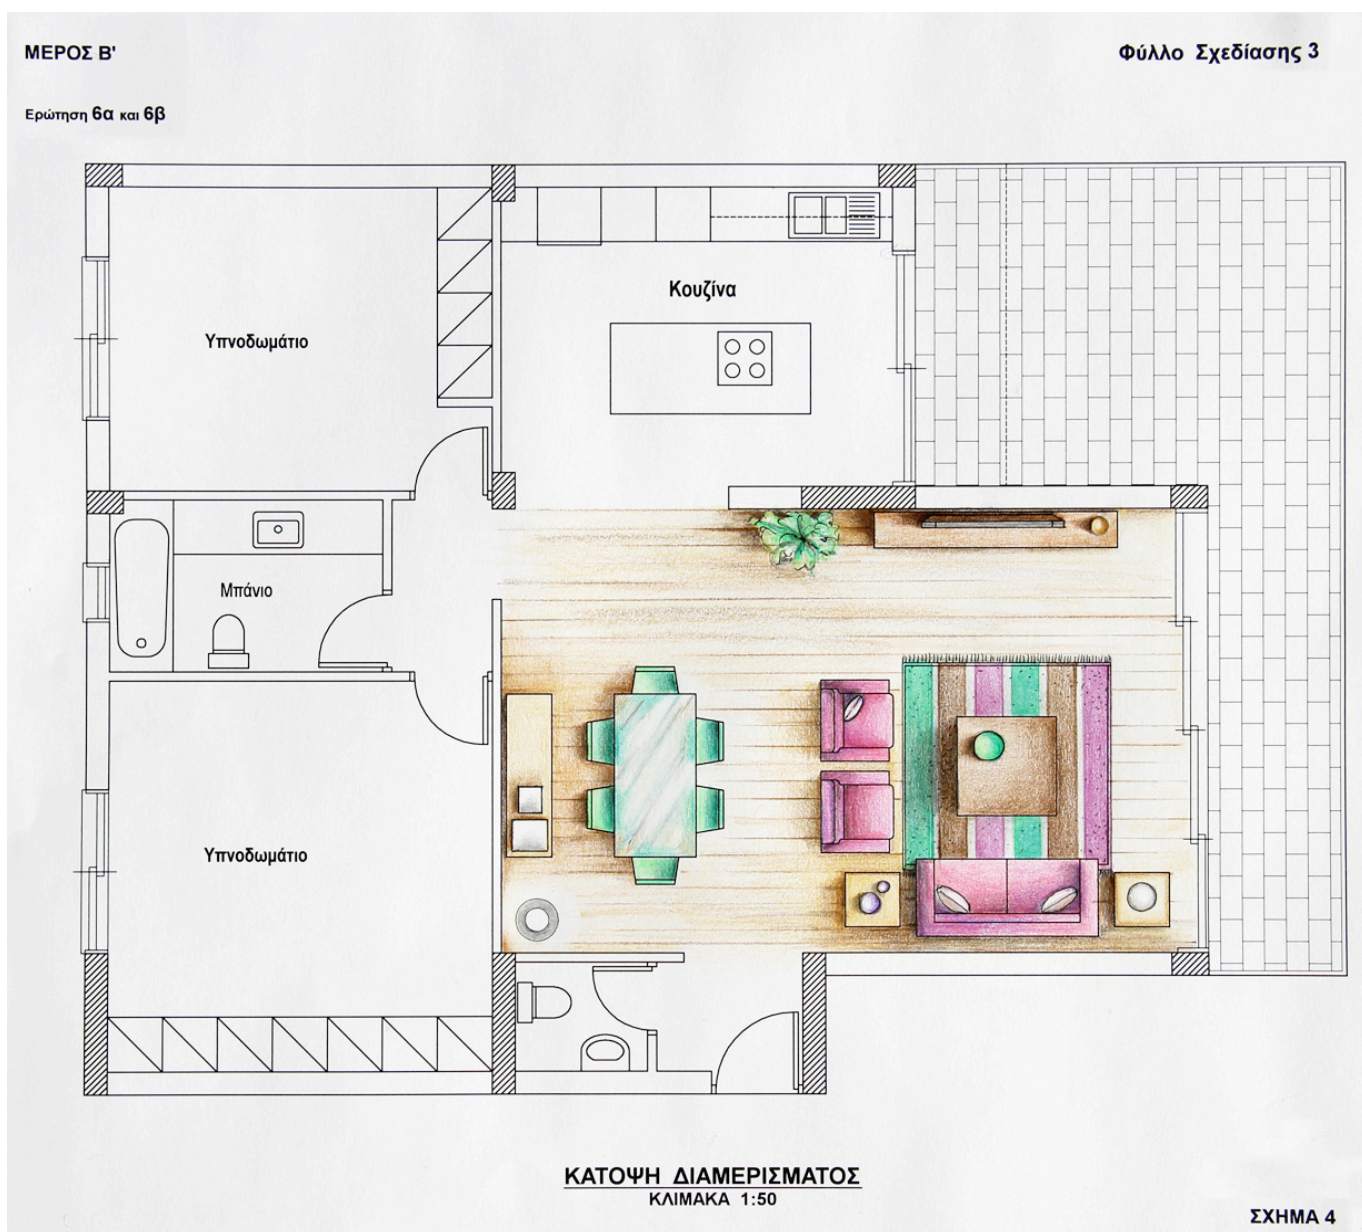 ΜΕΡΟΣ Β'
Φύλλο Σχεδίασης 3
Ερώτηση 6α και 6β
Κουζίνα
Υπνοδωμάτιο
Μπάνιο
Υπνοδωμάτιο
ΚΑΤΟΨΗ ΔΙΑΜΕΡΙΣΜΑΤΟΣ
ΚΛΙΜΑΚΑ 1:50
ΣΧΗΜΑ 4